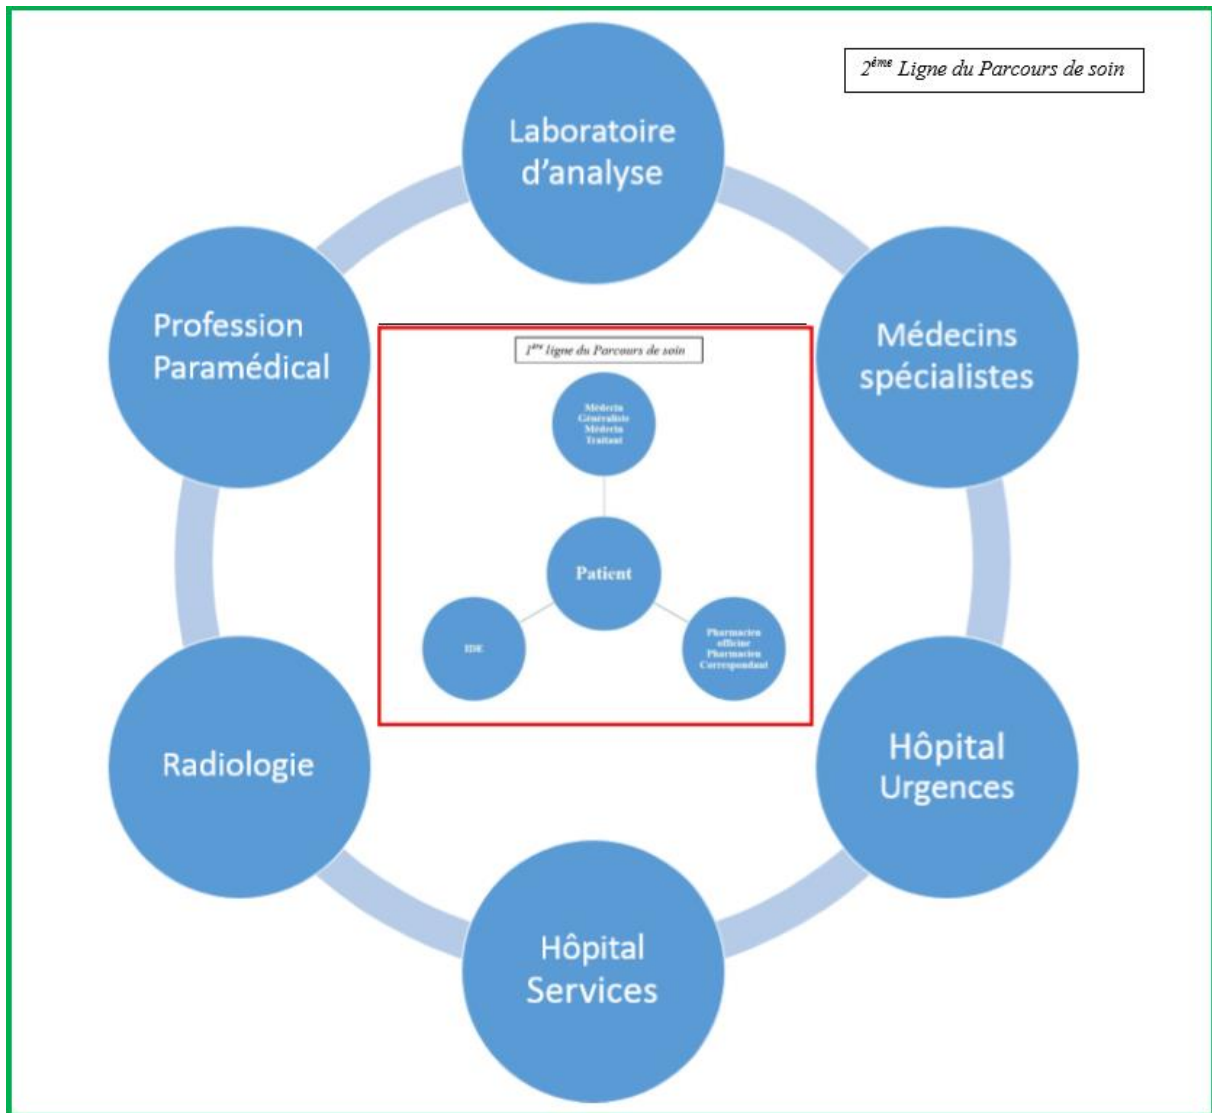 2ème Ligne du Parcours de soin
Laboratoire
d'analyse
Médecins
spécialistes
Hôpital
Urgences
Hôpital
Services
Radiologie
Profession
Paramédical
1ère ligne du Parcours de soin
Médecin
Généraliste
Médecin
Traitant
Patient
IDE
Pharmacien
officine
Pharmacien
Correspondant